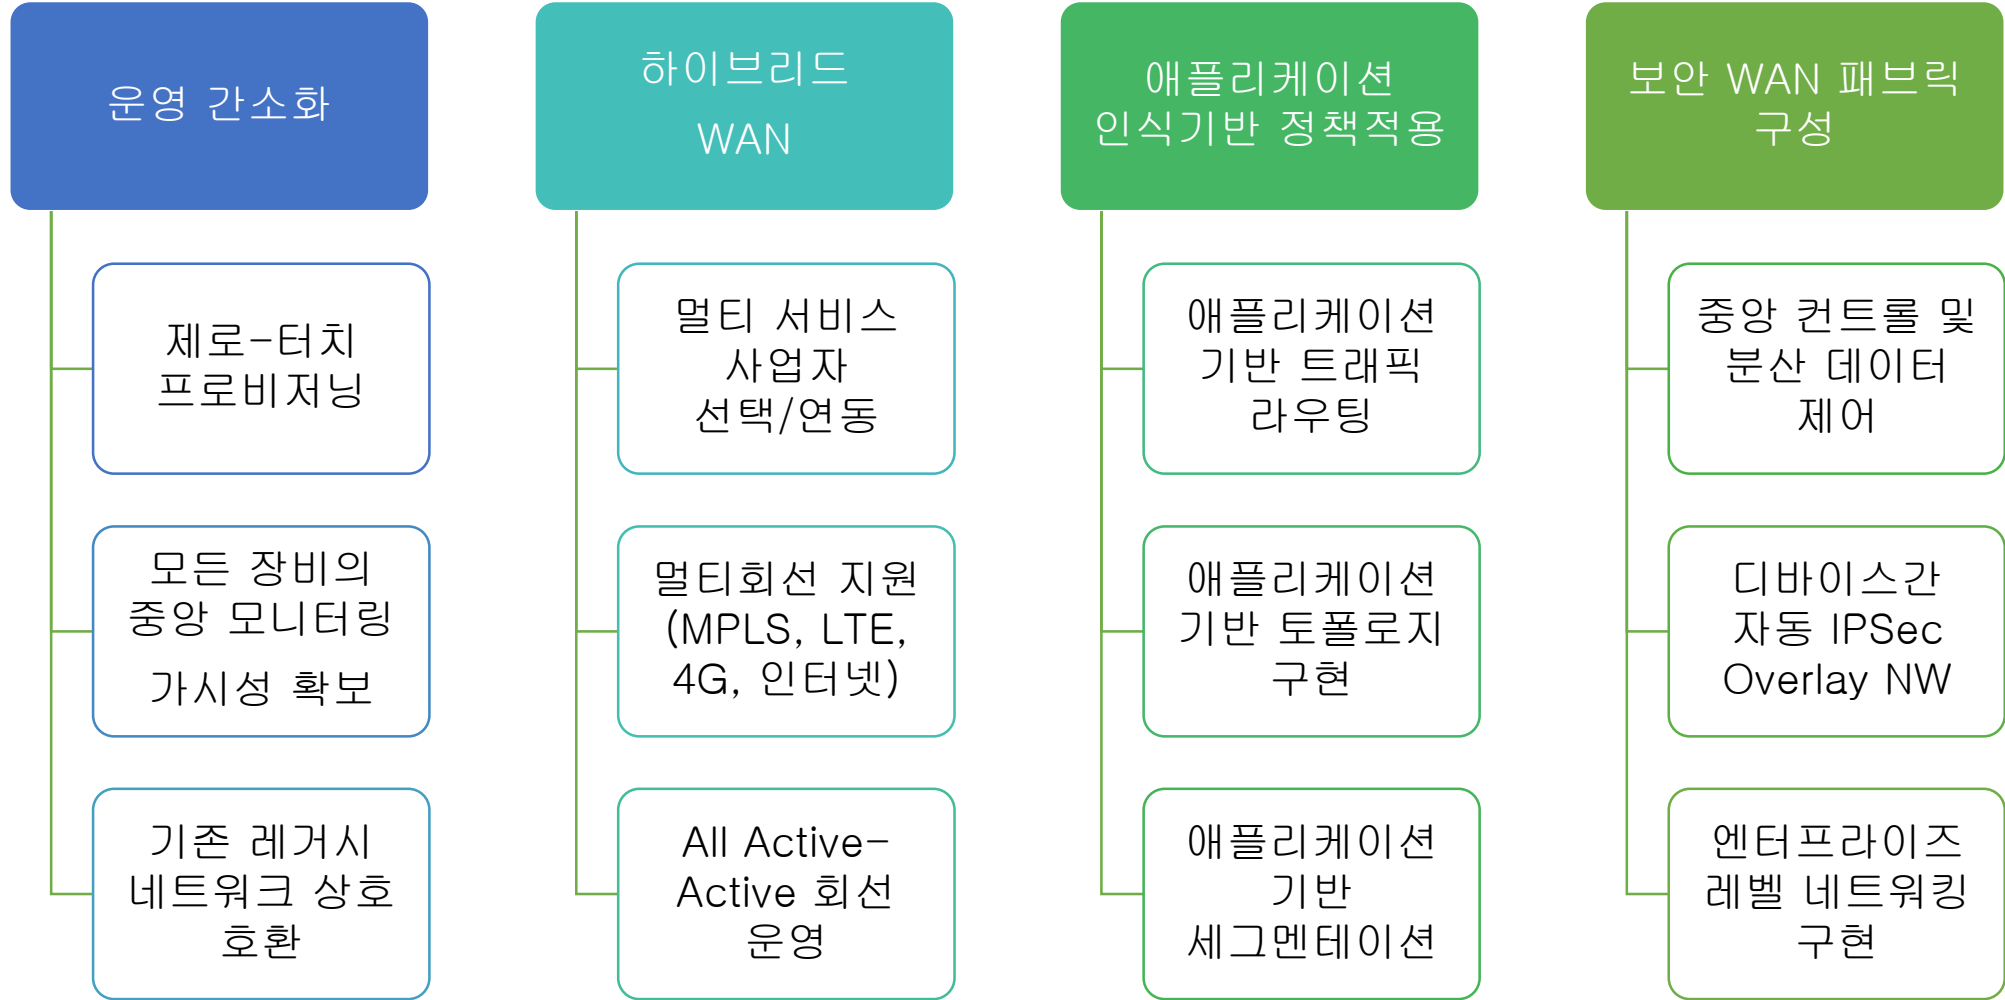 운영 간소화
제로-터치
프로비저닝
모든 장비의
중앙 모니터링
가시성 확보
기존 레거시
네트워크 상호
호환
하이브리드
WAN
멀티 서비스
사업자
선택/연동
멀티회선 지원
(MPLS, LTE,
4G, 인터넷)
All Active-
Active 회선
운영
애플리케이션
인식기반 정책적용
애플리케이션
기반 트래픽
라우팅
애플리케이션
기반 토폴로지
구현
애플리케이션
기반
세그멘테이션
보안 WAN 패브릭
구성
중앙 컨트롤 및
분산 데이터
제어
디바이스간
자동 IPSec
Overlay NW
엔터프라이즈
레벨 네트워킹
구현